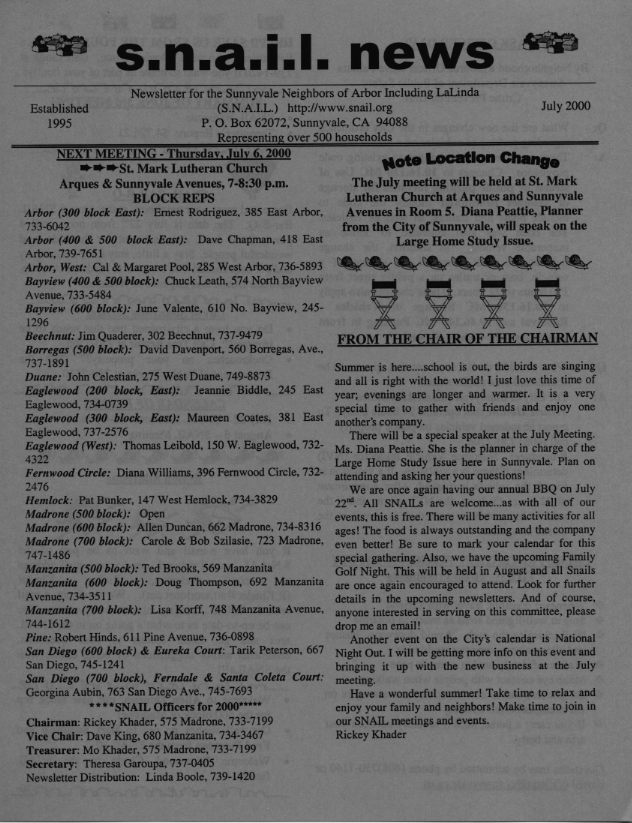 s.n.a.i.l. news
Newsletter for the Sunnyvale Neighbors of Arbor Including LaLinda
Established
1995
(S.N.A.I.L.) http://www.snail.org
P. O. Box 62072, Sunnyvale, CA 94088
Representing over 500 households
July 2000
NEXT MEETING - Thursday, July 6, 2000
St. Mark Lutheran Church
Arques & Sunnyvale Avenues, 7-8:30 p.m.
BLOCK REPS
Arbor (300 block East): Ernest Rodriguez, 385 East Arbor,
733-6042
Arbor (400 & 500 block East): Dave Chapman, 418 East
Arbor, 739-7651
Arbor, West: Cal & Margaret Pool, 285 West Arbor, 736-5893
Bayview (400 & 500 block): Chuck Leath, 574 North Bayview
Avenue, 733-5484
Bayview (600 block): June Valente, 610 No. Bayview, 245-
1296
Beechnut: Jim Quaderer, 302 Beechnut, 737-9479
Borregas (500 block): David Davenport, 560 Borregas, Ave.,
737-1891
Duane: John Celestian, 275 West Duane, 749-8873
Eaglewood (200 block, East): Jeannie Biddle, 245 East
Eaglewood, 734-0739
Eaglewood (300 block, East): Maureen Coates, 381 East
Eaglewood, 737-2576
Eaglewood (West): Thomas Leibold, 150 W. Eaglewood, 732-
4322
Fernwood Circle: Diana Williams, 396 Fernwood Circle, 732-
2476
Hemlock: Pat Bunker, 147 West Hemlock, 734-3829
Madrone (500 block): Open
Madrone (600 block): Allen Duncan, 662 Madrone, 734-8316
Madrone (700 block): Carole & Bob Szilasie, 723 Madrone,
747-1486
Manzanita (500 block): Ted Brooks, 569 Manzanita
Manzanita (600 block): Doug Thompson, 692 Manzanita
Avenue, 734-3511
Manzanita (700 block): Lisa Korff, 748 Manzanita Avenue,
744-1612
Pine: Robert Hinds, 611 Pine Avenue, 736-0898
San Diego (600 block) & Eureka Court: Tarik Peterson, 667
San Diego, 745-1241
San Diego (700 block), Ferndale & Santa Coleta Court:
Georgina Aubin, 763 San Diego Ave., 745-7693
****SNAIL Officers for 2000*****
Chairman: Rickey Khader, 575 Madrone, 733-7199
Vice Chair: Dave King, 680 Manzanita, 734-3467
Treasurer: Mo Khader, 575 Madrone, 733-7199
Secretary: Theresa Garoupa, 737-0405
Newsletter Distribution: Linda Boole, 739-1420
Note Location Change
The July meeting will be held at St. Mark
Lutheran Church at Arques and Sunnyvale
Avenues in Room 5. Diana Peattie, Planner
from the City of Sunnyvale, will speak on the
Large Home Study Issue.
FROM THE CHAIR OF THE CHAIRMAN
Summer is here....school is out, the birds are singing
and all is right with the world! I just love this time of
year; evenings are longer and warmer. It is a very
special time to gather with friends and enjoy one
another's company.
There will be a special speaker at the July Meeting.
Ms. Diana Peattie. She is the planner in charge of the
Large Home Study Issue here in Sunnyvale. Plan on
attending and asking her your questions!
We are once again having our annual BBQ on July
22nd. All SNAILs are welcome...as with all of our
events, this is free. There will be many activities for all
ages! The food is always outstanding and the company
even better! Be sure to mark your calendar for this
special gathering. Also, we have the upcoming Family
Golf Night. This will be held in August and all Snails
are once again encouraged to attend. Look for further
details in the upcoming newsletters. And of course,
anyone interested in serving on this committee, please
drop me an email!
Another event on the City's calendar is National
Night Out. I will be getting more info on this event and
bringing it up with the new business at the July
meeting.
Have a wonderful summer! Take time to relax and
enjoy your family and neighbors! Make time to join in
our SNAIL meetings and events.
Rickey Khader